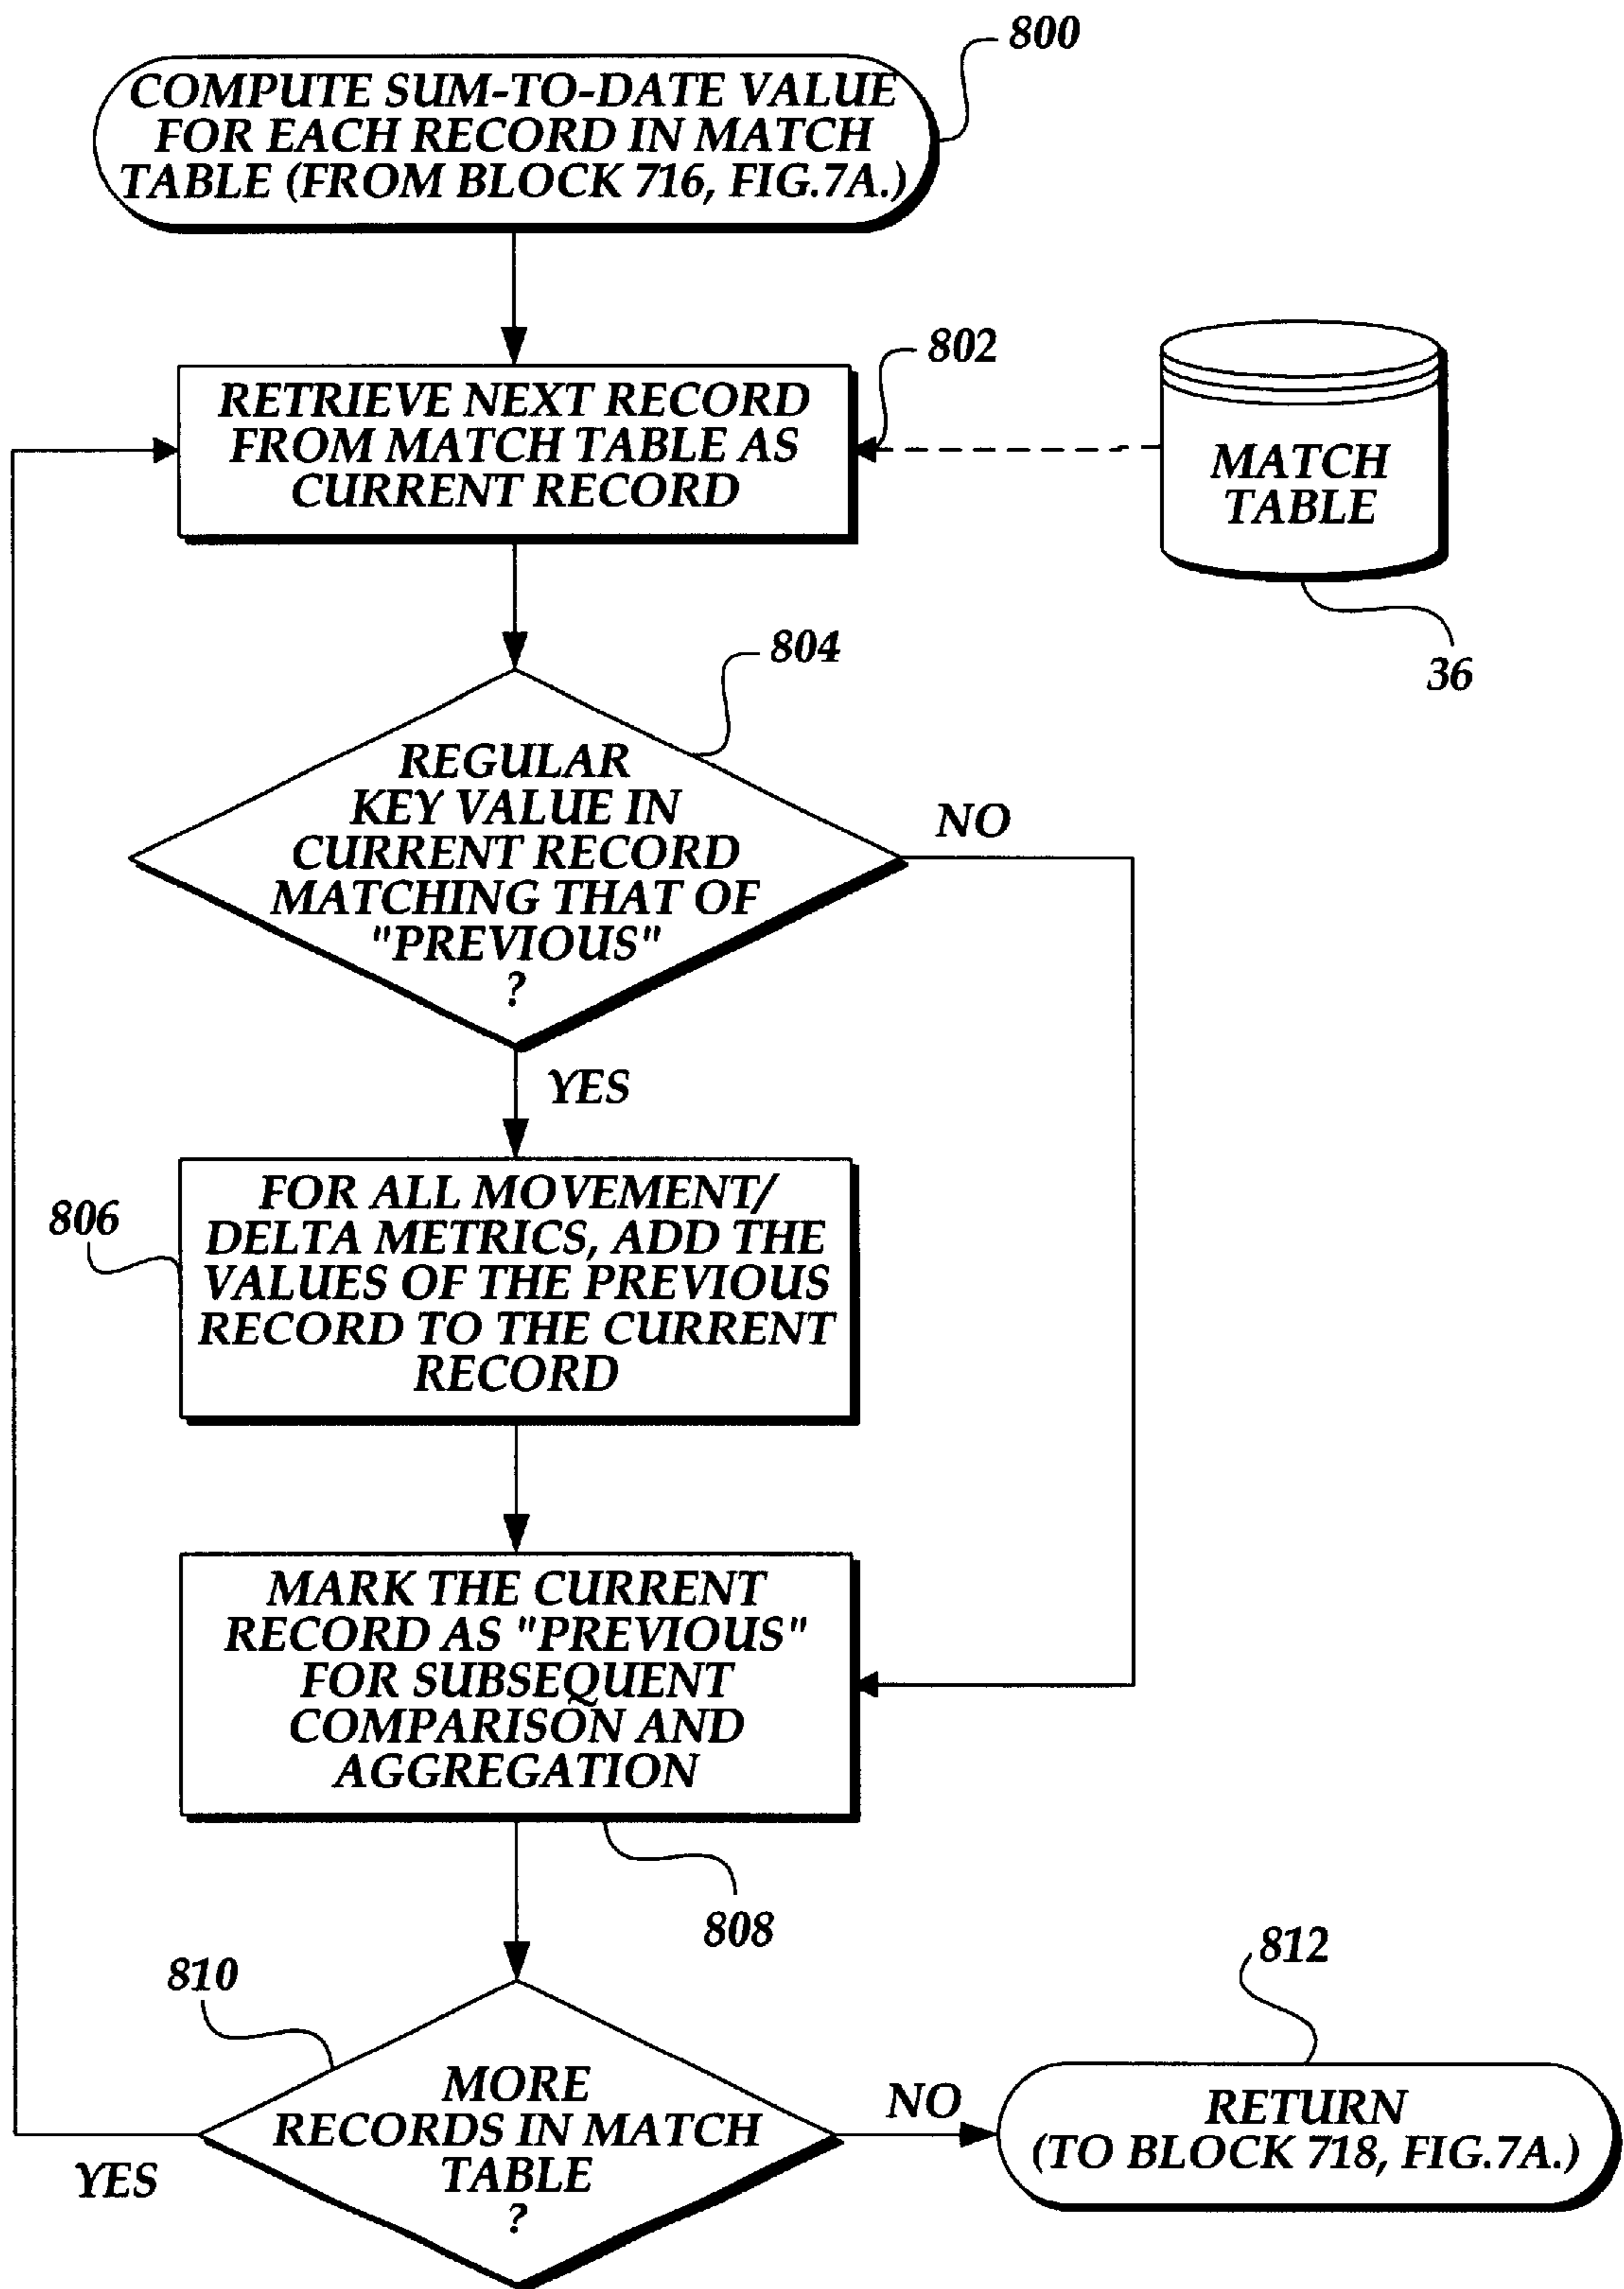 800
COMPUTE SUM-TO-DATE VALUE
FOR EACH RECORD IN MATCH
TABLE (FROM BLOCK 716, FIG.7A.)
802
RETRIEVE NEXT RECORD
FROM MATCH TABLE AS
CURRENT RECORD
MATCH
TABLE
36
804
REGULAR
KEY VALUE IN
CURRENT RECORD
MATCHING THAT OF
"PREVIOUS"
?
NO
YES
806
FOR ALL MOVEMENT/
DELTA METRICS, ADD THE
VALUES OF THE PREVIOUS
RECORD TO THE CURRENT
RECORD
MARK THE CURRENT
RECORD AS "PREVIOUS"
FOR SUBSEQUENT
COMPARISON AND
AGGREGATION
808
810
MORE
RECORDS IN MATCH
TABLE
?
YES
NO
812
RETURN
(TO BLOCK 718, FIG.7A.)